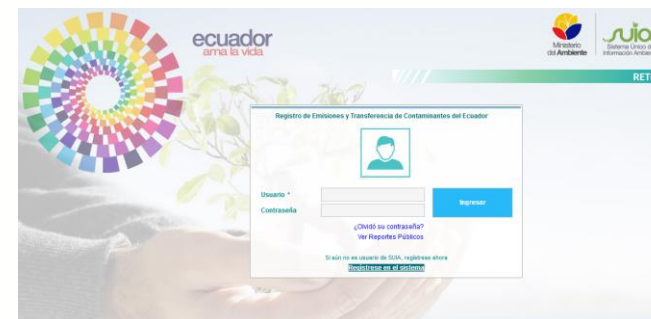 ecuador
ama la vida
Ministerio
del Ambiente
suia
Sistema Único de
Información Ambien
RET
Registro de Emisiones y Transferencia de Contaminantes del Ecuador
Usuario *
Contraseña
Ingresar
¿Olvidó su contraseña?
Ver Reportes Públicos
Si aún no es usuario de SUIA, regístrese ahora
Regístrese en el sistema